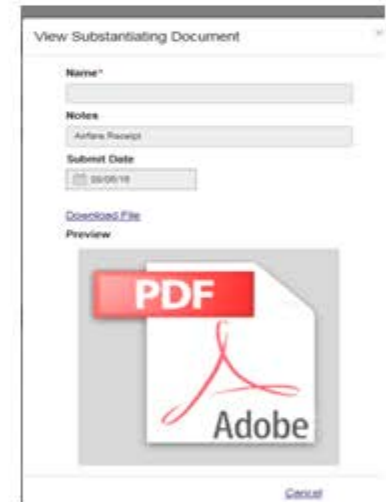 View Substantiating Document
Name*
Notes
Airfare Receipt
Submit Date
Download File
Preview
PDF
Adobe
Cancel